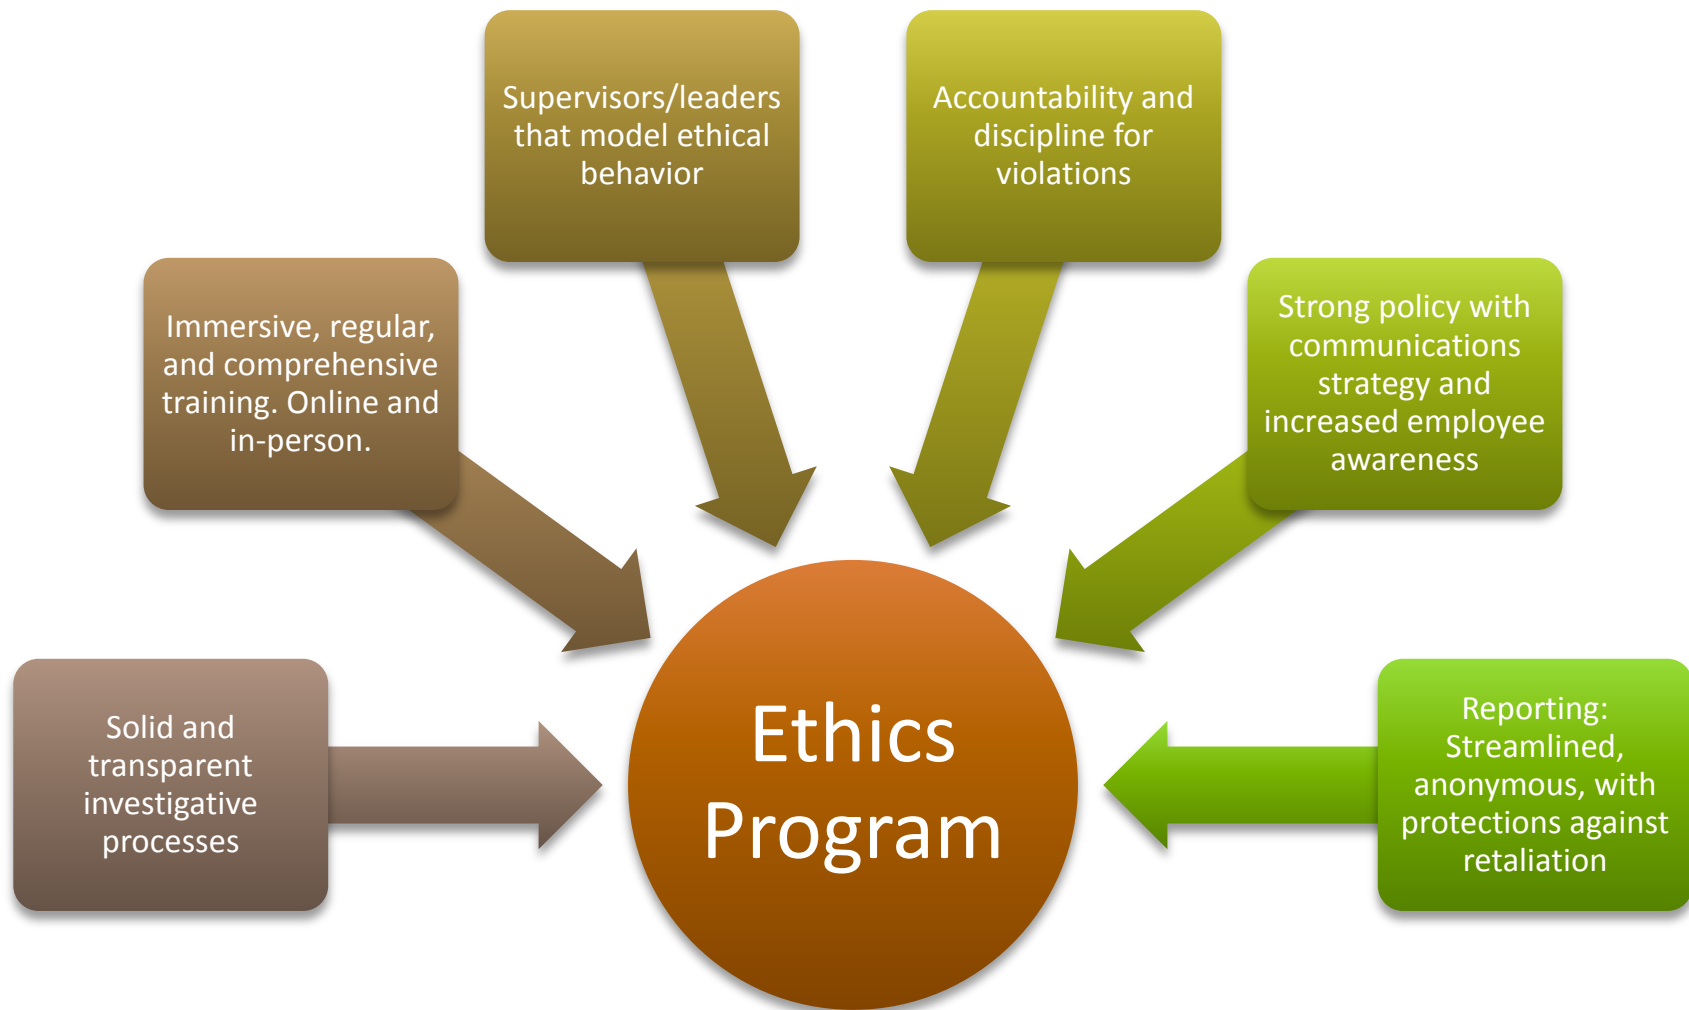 Solid and
transparent
investigative
processes
Immersive, regular,
and comprehensive
training. Online and
in-person.
Supervisors/leaders
that model ethical
behavior
Accountability and
discipline for
violations
Strong policy with
communications
strategy and
increased employee
awareness
Reporting:
Streamlined,
anonymous, with
protections against
retaliation
Ethics
Program